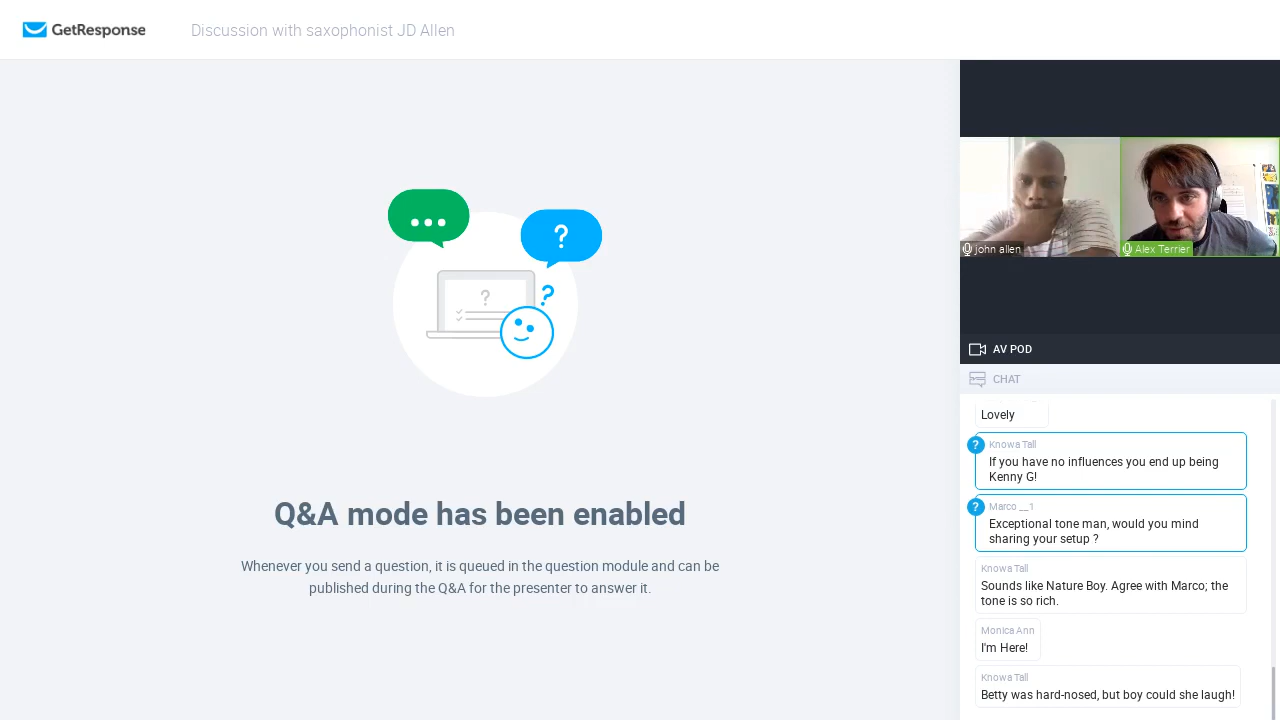 GetResponse
Discussion with saxophonist JD Allen
?
?
?
Q&A mode has been enabled
Whenever you send a question, it is queued in the question module and can be
published during the Q&A for the presenter to answer it.
john allen
Alex Terrier
AV POD
CHAT
Lovely
?
Knowa Tall
If you have no influences you end up being
Kenny G!
?
Marco __1
Exceptional tone man, would you mind
sharing your setup ?
Knowa Tall
Sounds like Nature Boy. Agree with Marco; the
tone is so rich.
Monica Ann
I'm Here!
Knowa Tall
Betty was hard-nosed, but boy could she laugh!